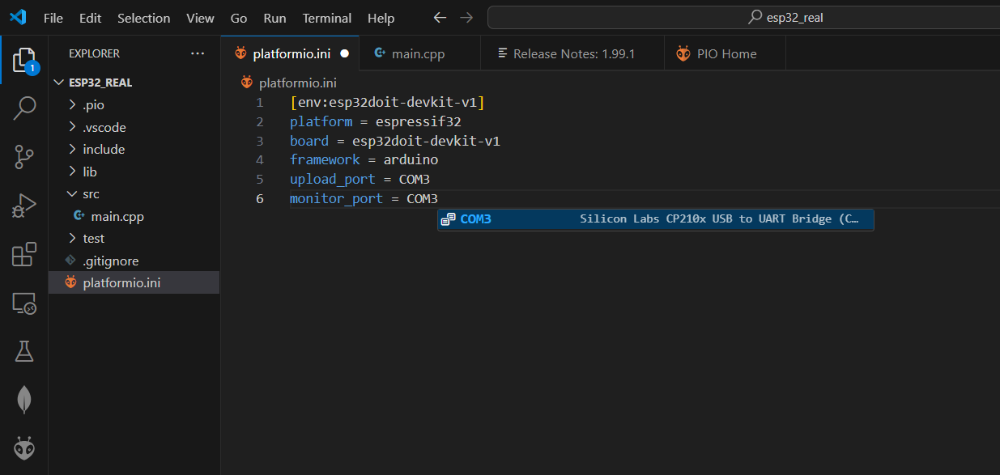 File Edit Selection View Go Run Terminal Help esp32_real
1
EXPLORER
ESP32_REAL
.pio
.vscode
include
lib
src
main.cpp
test
.gitignore
platformio.ini
platformio.ini main.cpp Release Notes: 1.99.1 PIO Home
platformio.ini
1 [env:esp32doit-devkit-v1]
2 platform = espressif32
3 board = esp32doit-devkit-v1
4 framework = arduino
5 upload_port = COM3
6 monitor_port = COM3
COM3 Silicon Labs CP210x USB to UART Bridge (C…